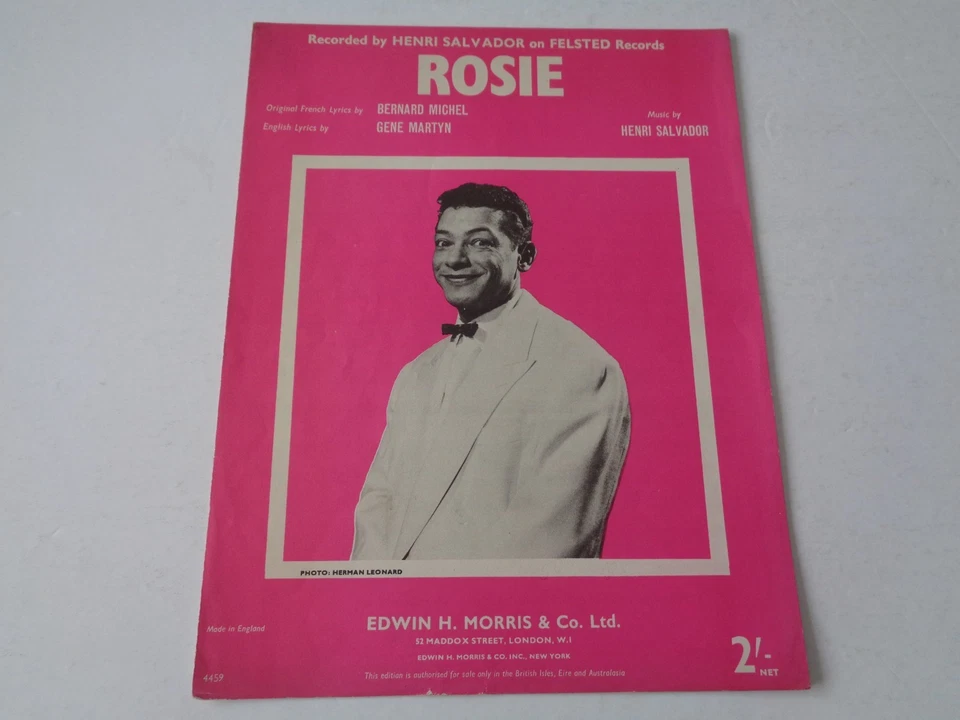 Recorded by HENRI SALVADOR on FELSTED Records
ROSIE
Original French Lyrics by BERNARD MICHEL
English Lyrics by GENE MARTYN
Music by
HENRI SALVADOR
PHOTO: HERMAN LEONARD
Made in England
EDWIN H. MORRIS & Co. Ltd.
52 MADDOX STREET, LONDON, W.1
EDWIN H. MORRIS & CO. INC., NEW YORK
This edition is authorised for sale only in the British Isles, Eire and Australasia
4459
2/-
NET